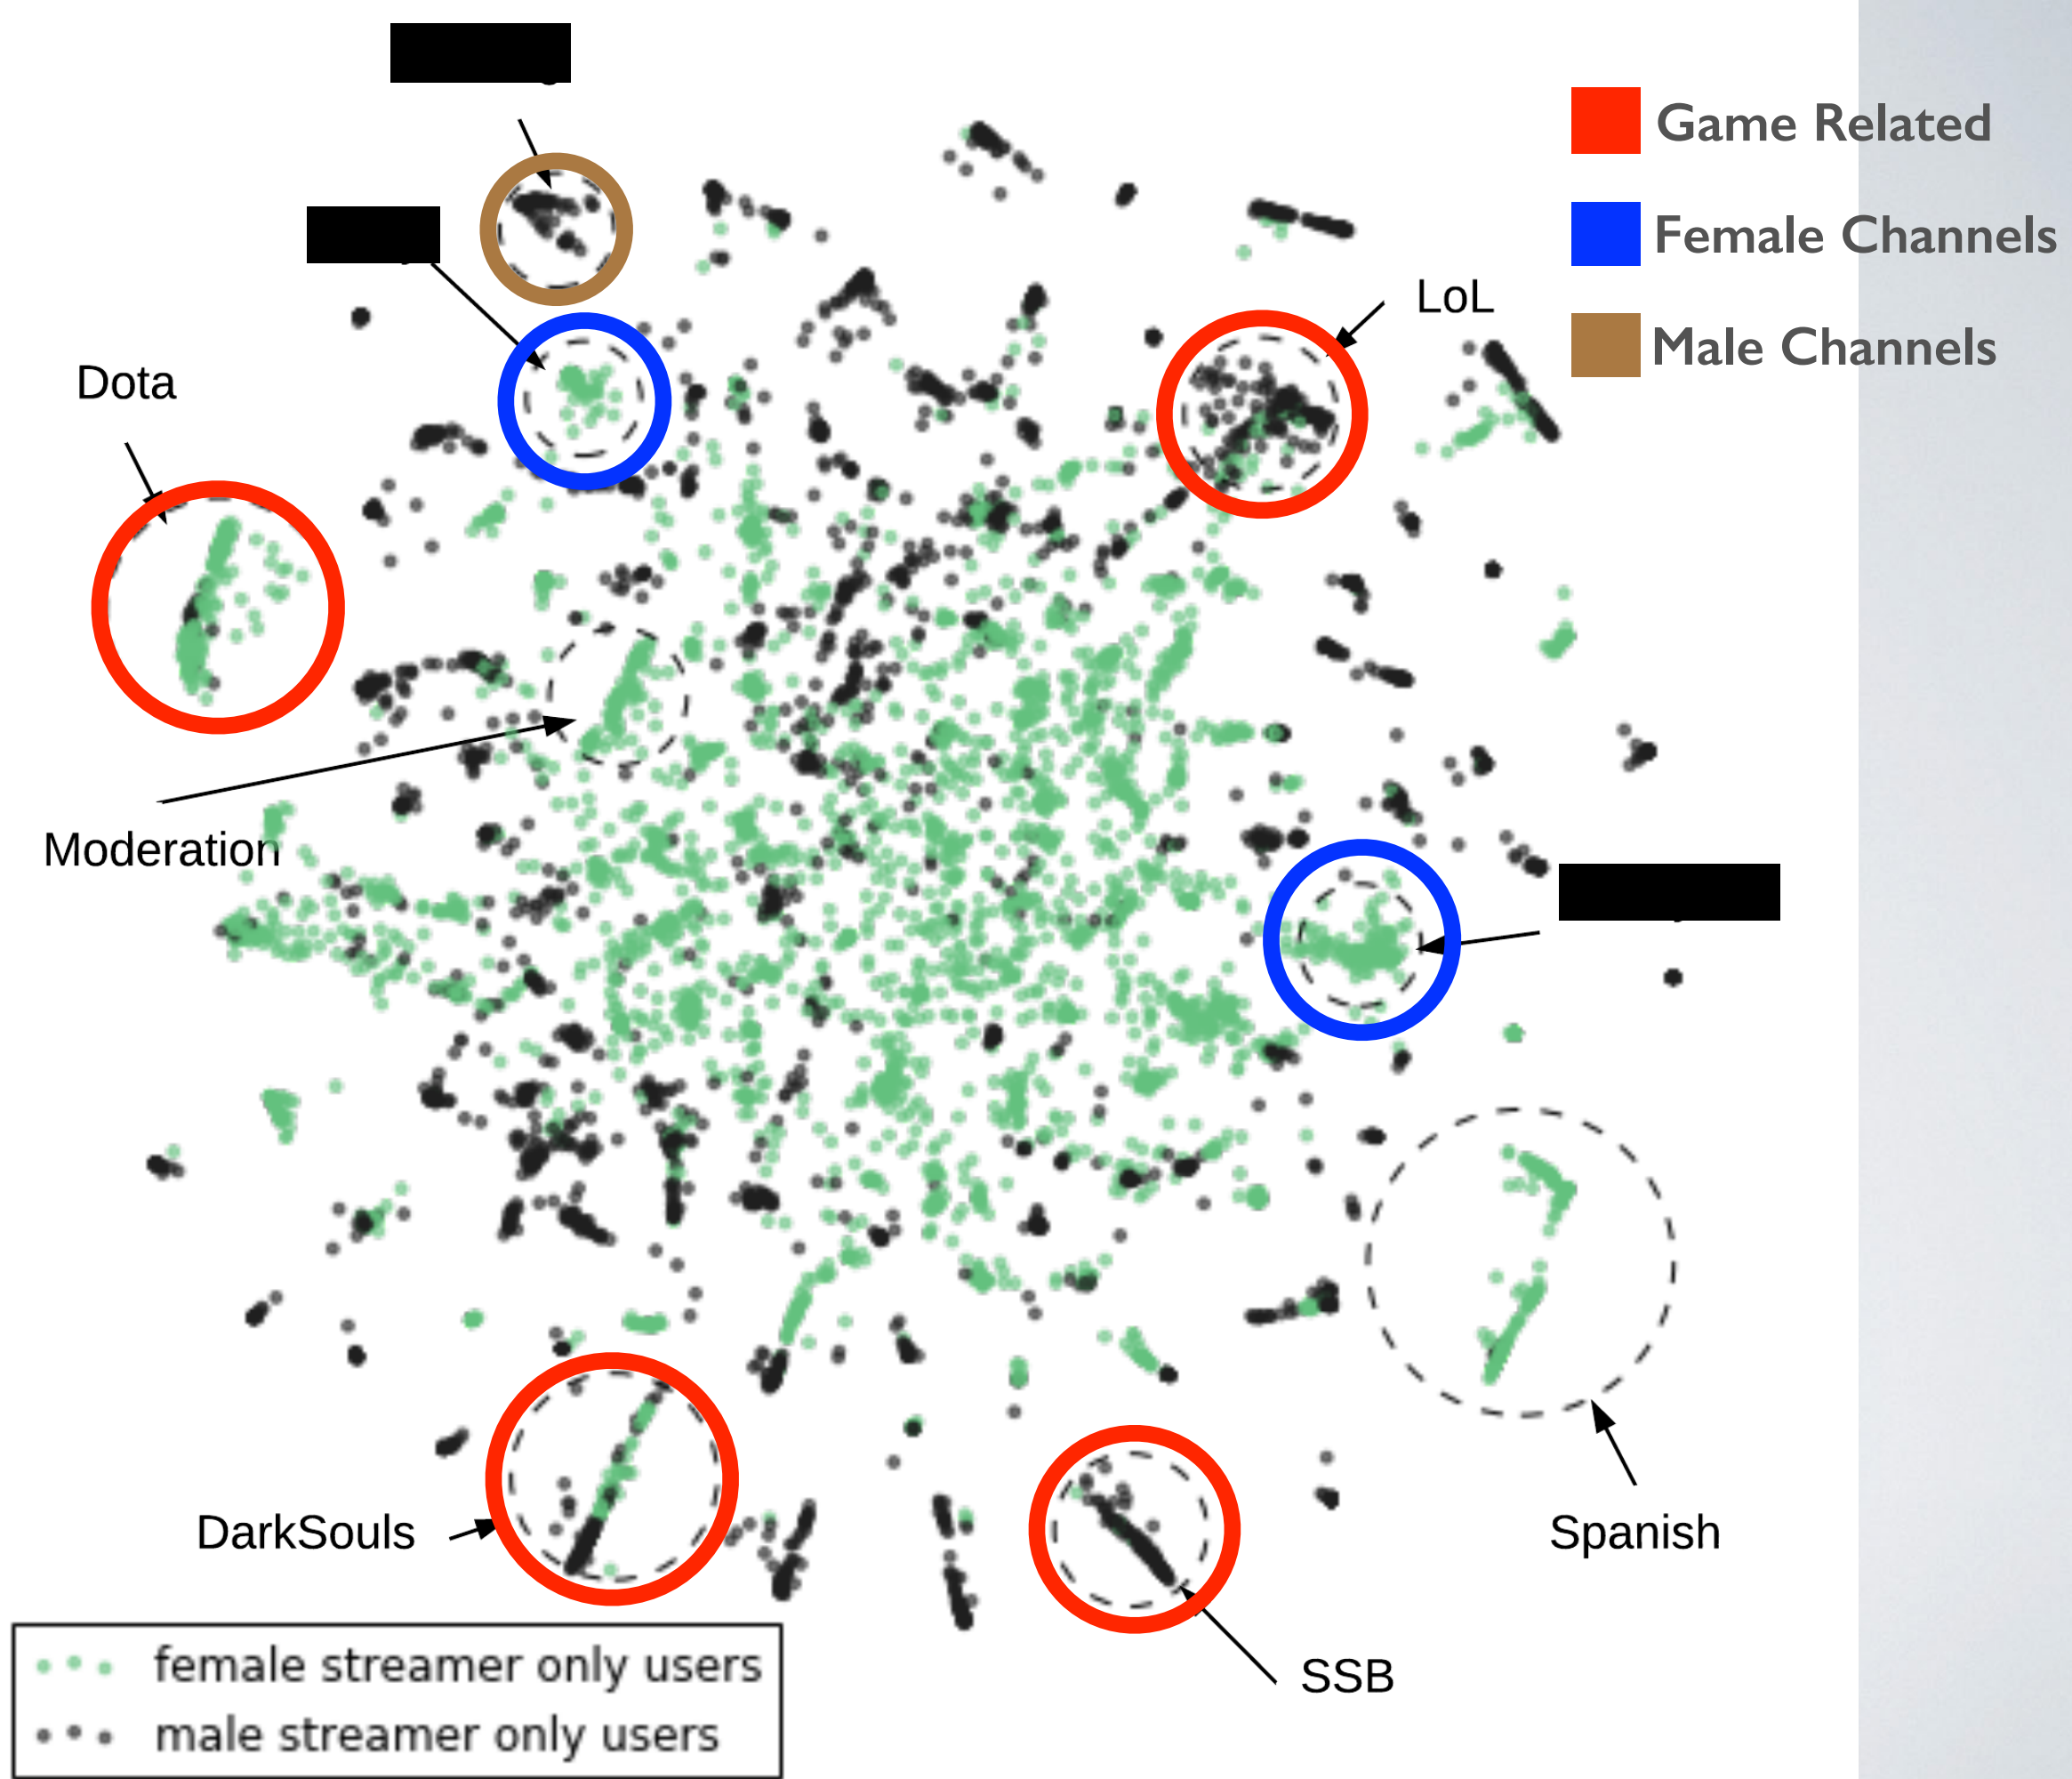 Game Related
Female Channels
Male Channels
LoL
Dota
Moderation
DarkSouls
Spanish
SSB
female streamer only users
male streamer only users